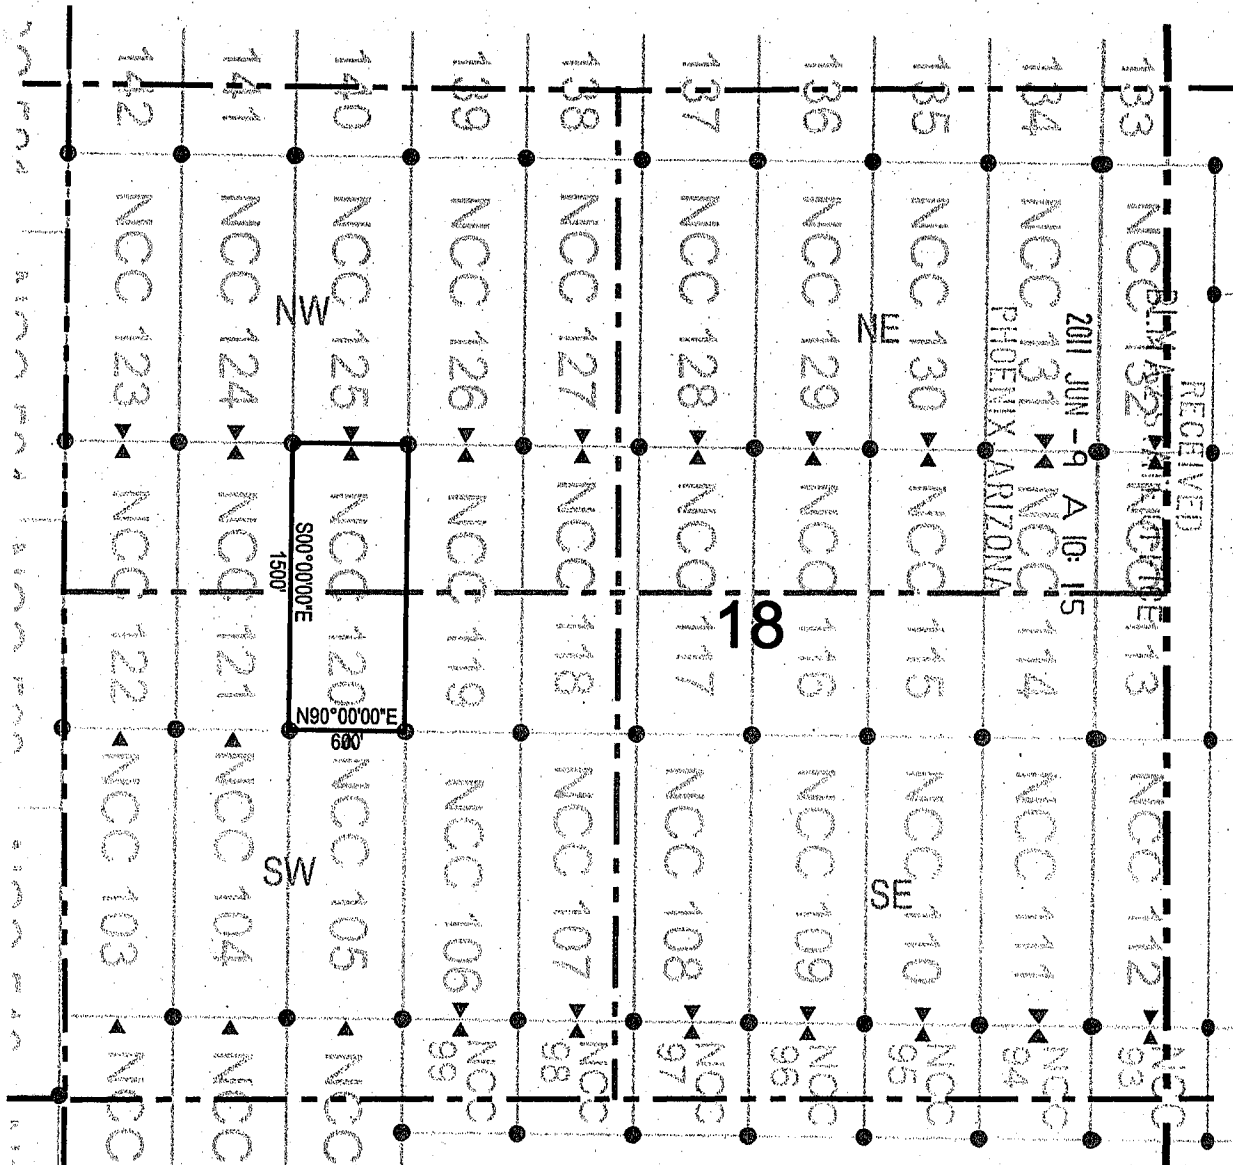 142
141
140
139
138
137
136
135
134
133
NCC 123
NCC 124
NCC 125
NCC 126
NCC 127
NCC 128
NCC 129
NCC 130
NCC 131
NCC 132
NW
NE
RECEIVED
2011 JUN -9 A 10: 15
PHOENIX, ARIZONA
NCC 122
NCC 121
NCC 120
NCC 119
NCC 118
NCC 117
NCC 116
NCC 115
NCC 114
NCC 113
S00°00'00"E
1500'
18
N90°00'00"E
600'
NCC 103
NCC 104
NCC 105
NCC 106
NCC 107
NCC 108
NCC 109
NCC 110
NCC 111
NCC 112
SW
SE
NCC
NCC
NCC
NCC 99
NCC 98
NCC 97
NCC 96
NCC 95
NCC 94
NCC 93